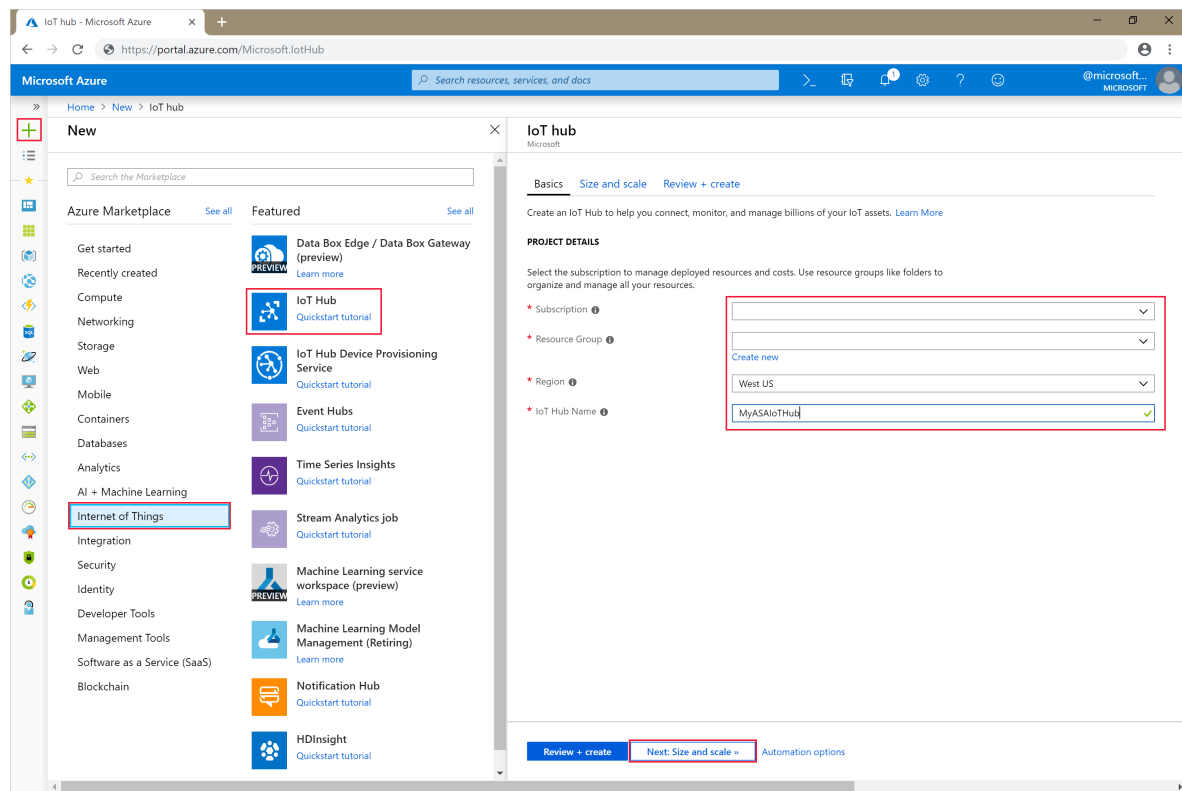 IoT hub - Microsoft Azure
https://portal.azure.com/Microsoft.IotHub
Microsoft Azure
Search resources, services, and docs
1
@microsoft...
MICROSOFT
Home > New > IoT hub
New
Search the Marketplace
Azure Marketplace
See all
Get started
Recently created
Compute
Networking
Storage
Web
Mobile
Containers
Databases
Analytics
AI + Machine Learning
Internet of Things
Integration
Security
Identity
Developer Tools
Management Tools
Software as a Service (SaaS)
Blockchain
Featured
See all
Data Box Edge / Data Box Gateway
(preview)
Learn more
PREVIEW
IoT Hub
Quickstart tutorial
IoT Hub Device Provisioning
Service
Quickstart tutorial
Event Hubs
Quickstart tutorial
Time Series Insights
Quickstart tutorial
Stream Analytics job
Quickstart tutorial
Machine Learning service
workspace (preview)
Learn more
PREVIEW
Machine Learning Model
Management (Retiring)
Learn more
Notification Hub
Quickstart tutorial
HDInsight
Quickstart tutorial
IoT hub
Microsoft
Basics Size and scale Review + create
Create an IoT Hub to help you connect, monitor, and manage billions of your IoT assets. Learn More
PROJECT DETAILS
Select the subscription to manage deployed resources and costs. Use resource groups like folders to
organize and manage all your resources.
* Subscription
* Resource Group
Create new
* Region
West US
* IoT Hub Name
MyASAIoTHub
Review + create
Next: Size and scale »
Automation options